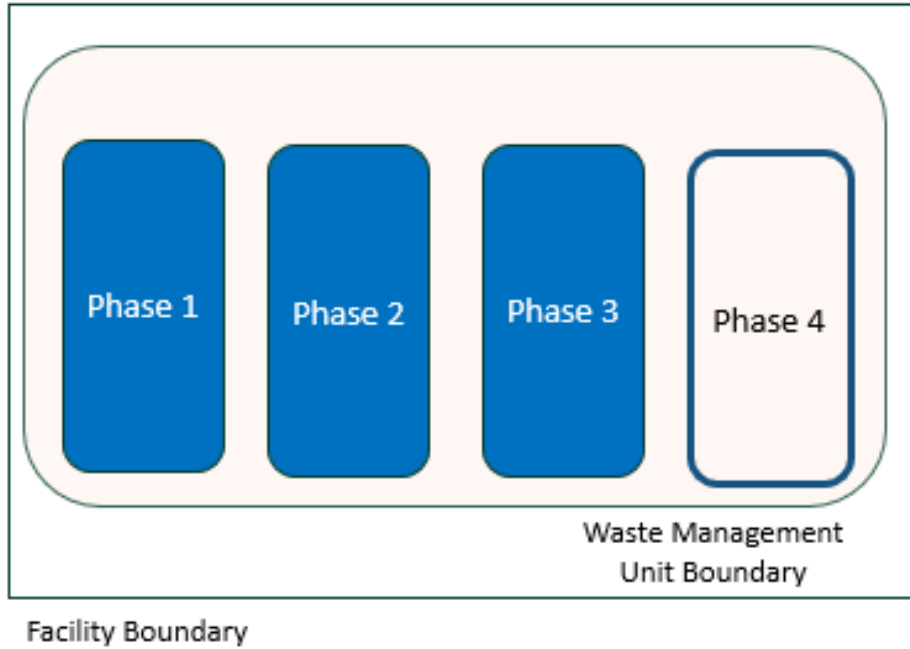 Phase 1
Phase 2
Phase 3
Phase 4
Waste Management
Unit Boundary
Facility Boundary